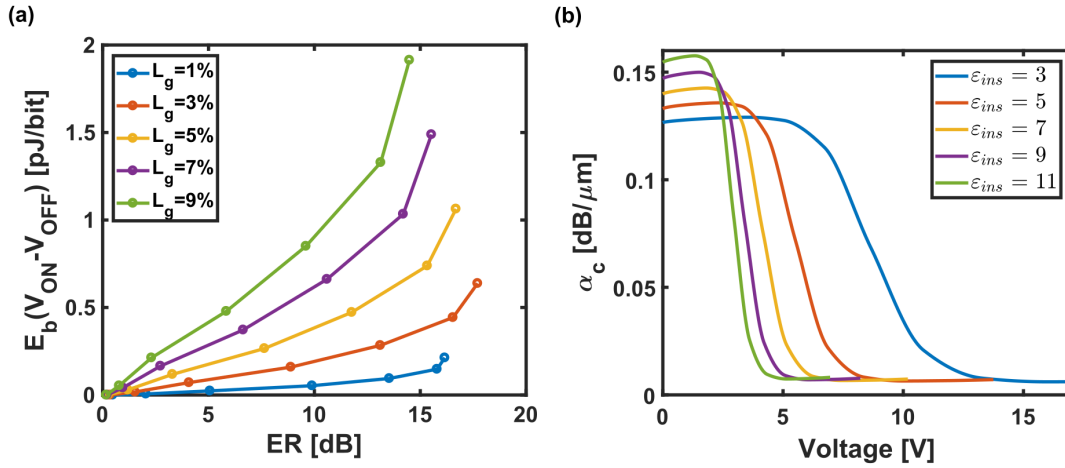 (a)
E_b(V_ON-V_OFF) [pJ/bit]
2
1.5
1
0.5
0
L_g=1%
L_g=3%
L_g=5%
L_g=7%
L_g=9%
0 5 10 15 20
ER [dB]
(b)
α_c [dB/μm]
0.15
0.1
0.05
0
ε_ins = 3
ε_ins = 5
ε_ins = 7
ε_ins = 9
ε_ins = 11
0 5 10 15
Voltage [V]